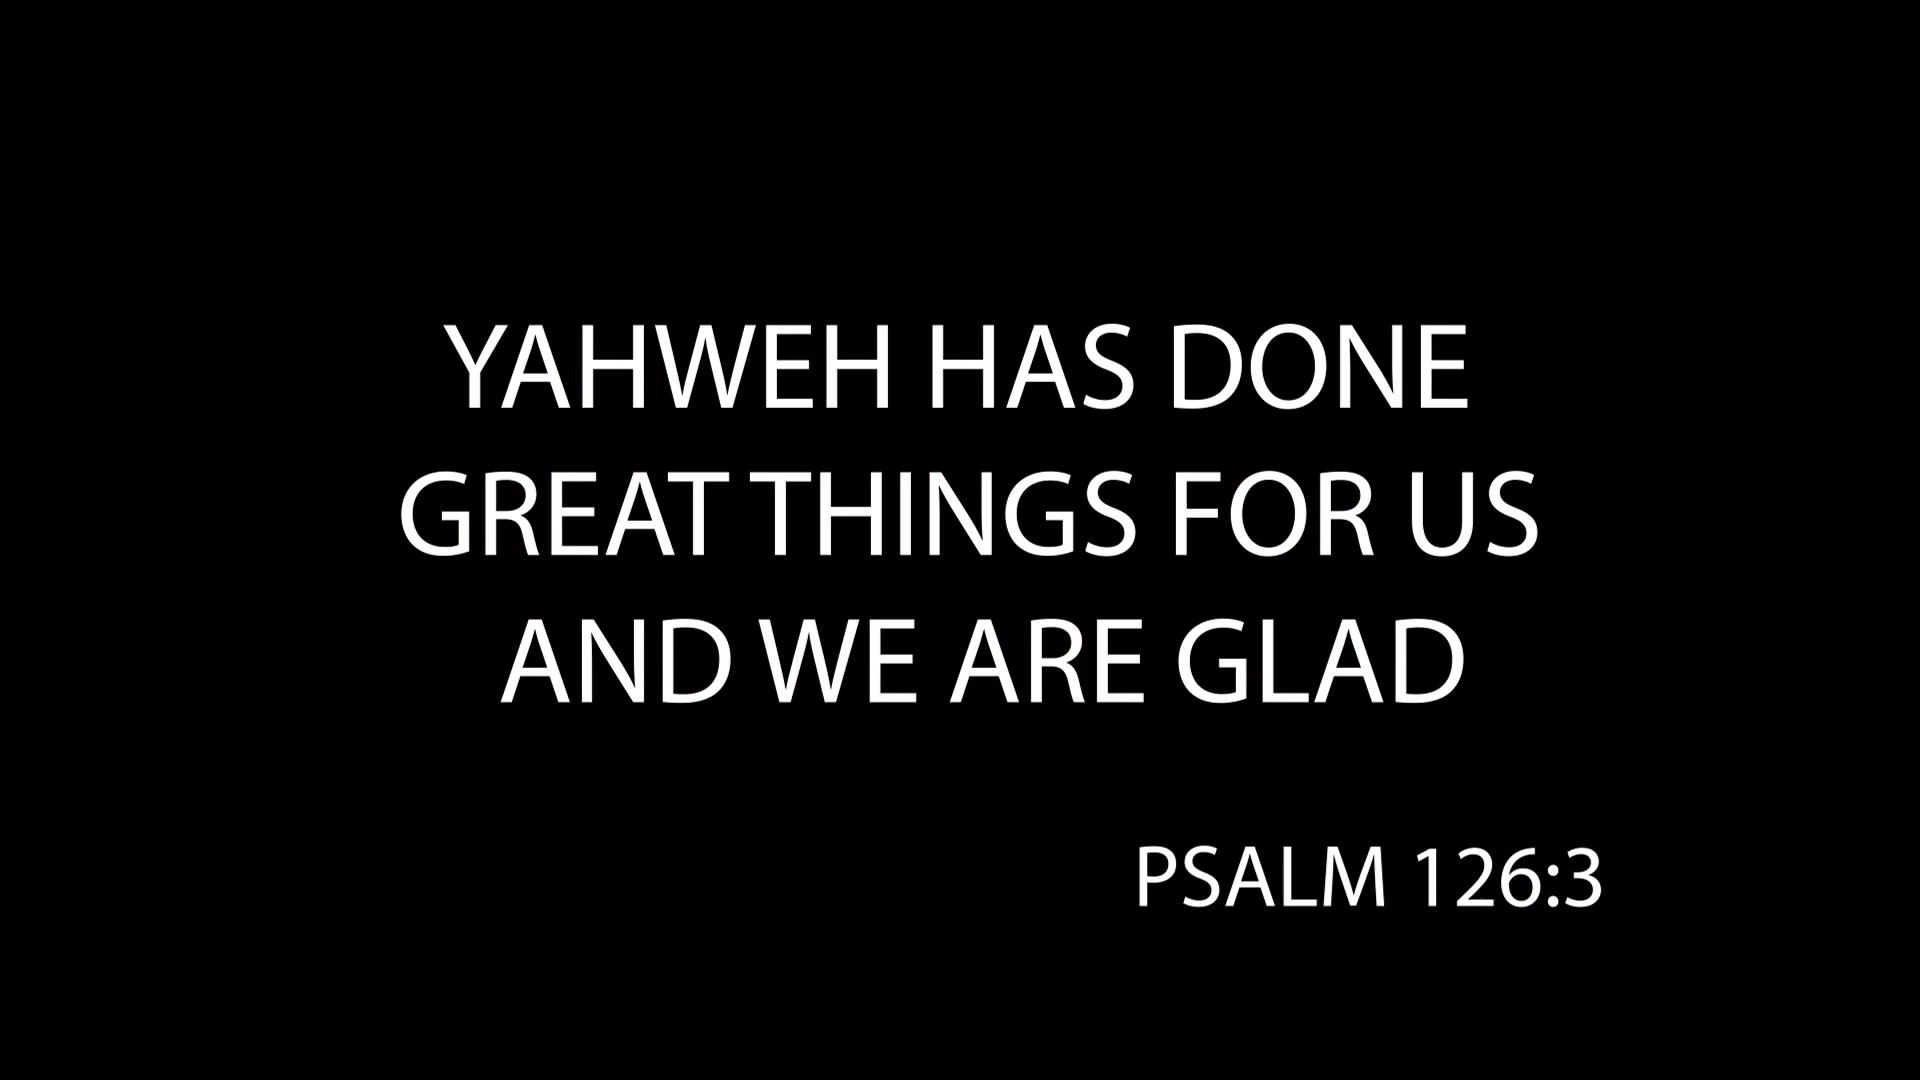 YAHWEH HAS DONE
GREAT THINGS FOR US
AND WE ARE GLAD
PSALM 126:3